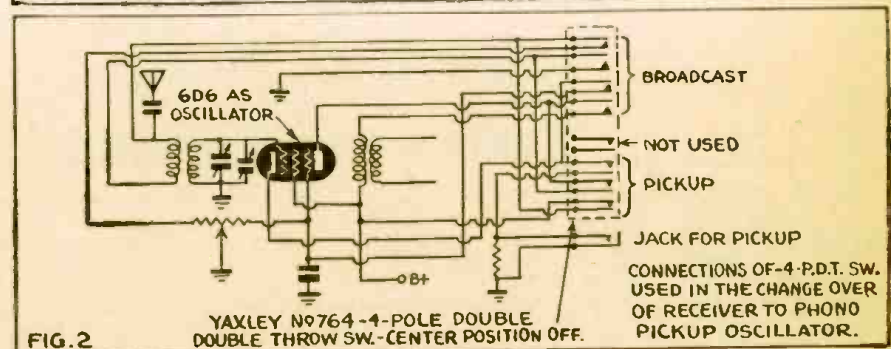 6D6 AS
OSCILLATOR
BROADCAST
NOT USED
PICKUP
JACK FOR PICKUP
B+
CONNECTIONS OF-4-P.D.T. SW.
USED IN THE CHANGE OVER
OF RECEIVER TO PHONO
PICKUP OSCILLATOR.
YAXLEY Nº764-4-POLE DOUBLE
DOUBLE THROW SW.-CENTER POSITION OFF.
FIG.2